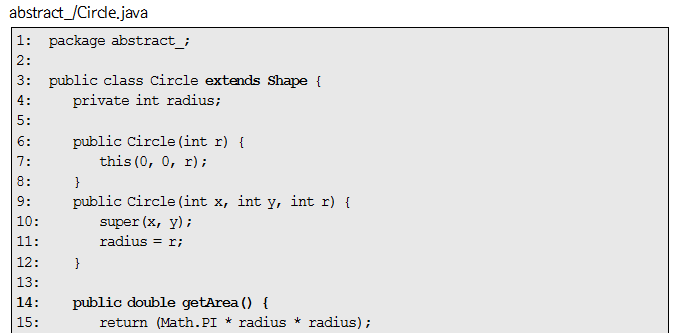 abstract_/Circle.java
1: package abstract_;
2:
3: public class Circle extends Shape {
4: private int radius;
5:
6: public Circle(int r) {
7: this(0, 0, r);
8: }
9: public Circle(int x, int y, int r) {
10: super(x, y);
11: radius = r;
12: }
13:
14: public double getArea() {
15: return (Math.PI * radius * radius);